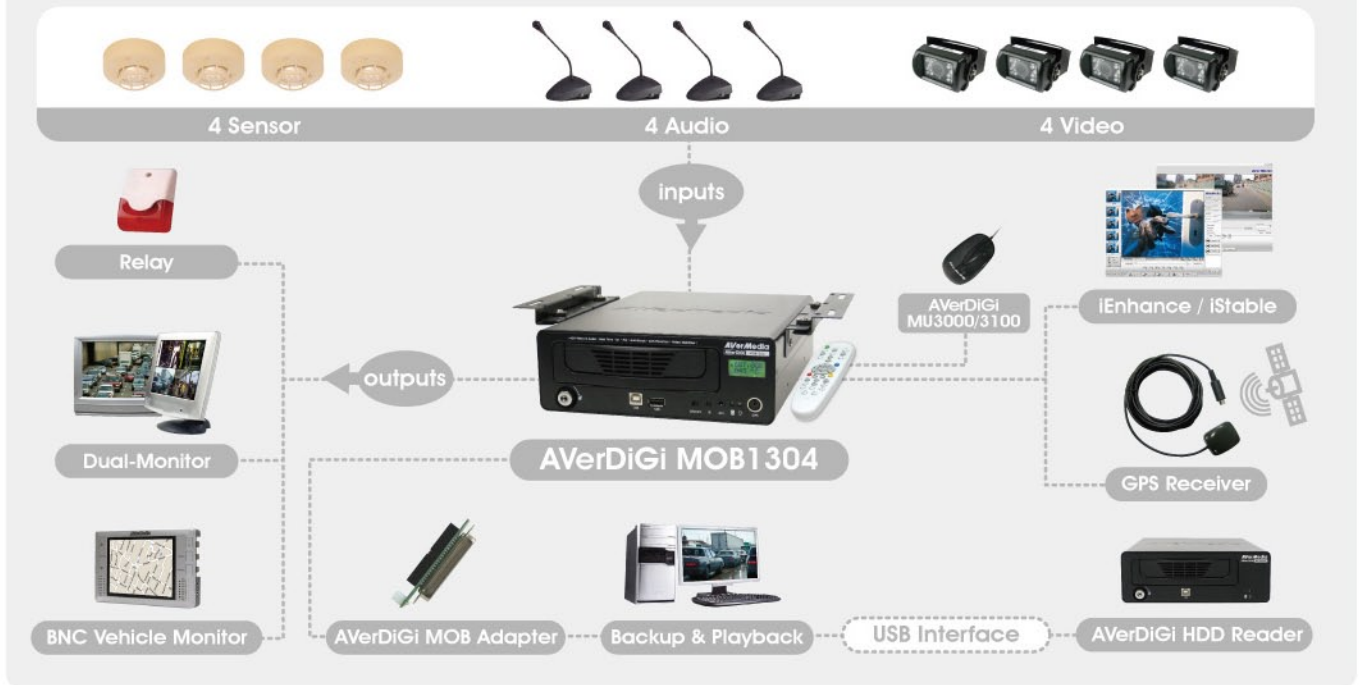 4 Sensor
4 Audio
4 Video
inputs
Relay
AVerDiGi
MU3000/3100
iEnhance / iStable
AVerMedia
outputs
Dual-Monitor
AVerDiGi MOB1304
GPS Receiver
BNC Vehicle Monitor
AVerDiGi MOB Adapter
Backup & Playback
USB Interface
AVerMedia
AVerDiGi HDD Reader